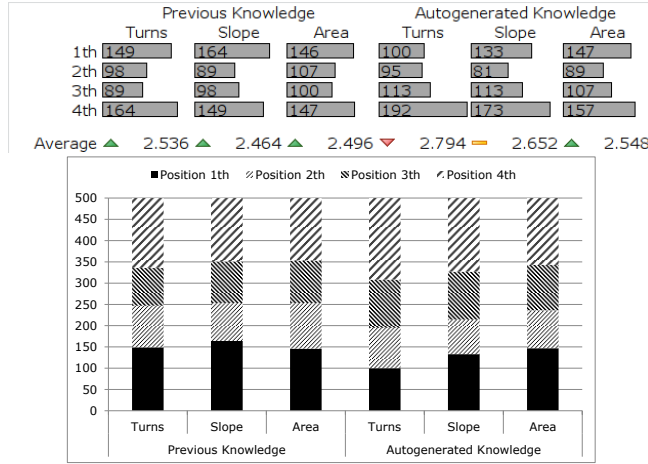 Previous Knowledge Autogenerated Knowledge
Turns Slope Area Turns Slope Area
1th 149 164 146 100 133 147
2th 98 89 107 95 81 89
3th 89 98 100 113 113 107
4th 164 149 147 192 173 157
Average 2.536 2.464 2.496 2.794 2.652 2.548
Position 1th Position 2th Position 3th Position 4th
500
450
400
350
300
250
200
150
100
50
0
Turns Slope Area Turns Slope Area
Previous Knowledge Autogenerated Knowledge